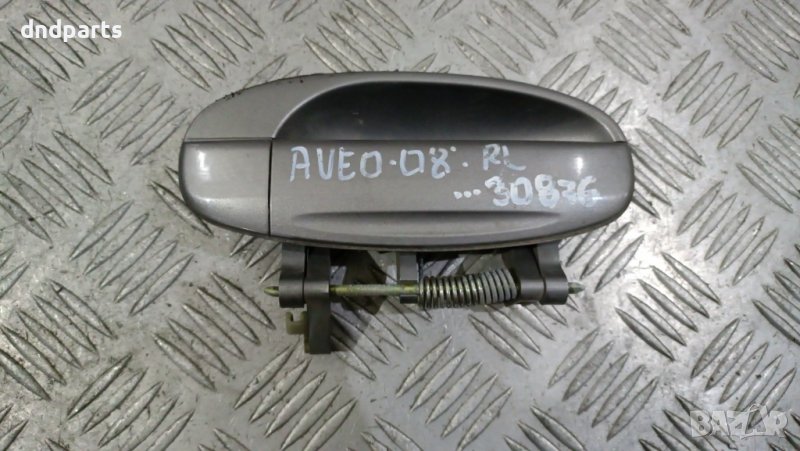 dndparts
AVEO.08'. RL
...30876
BAZAR